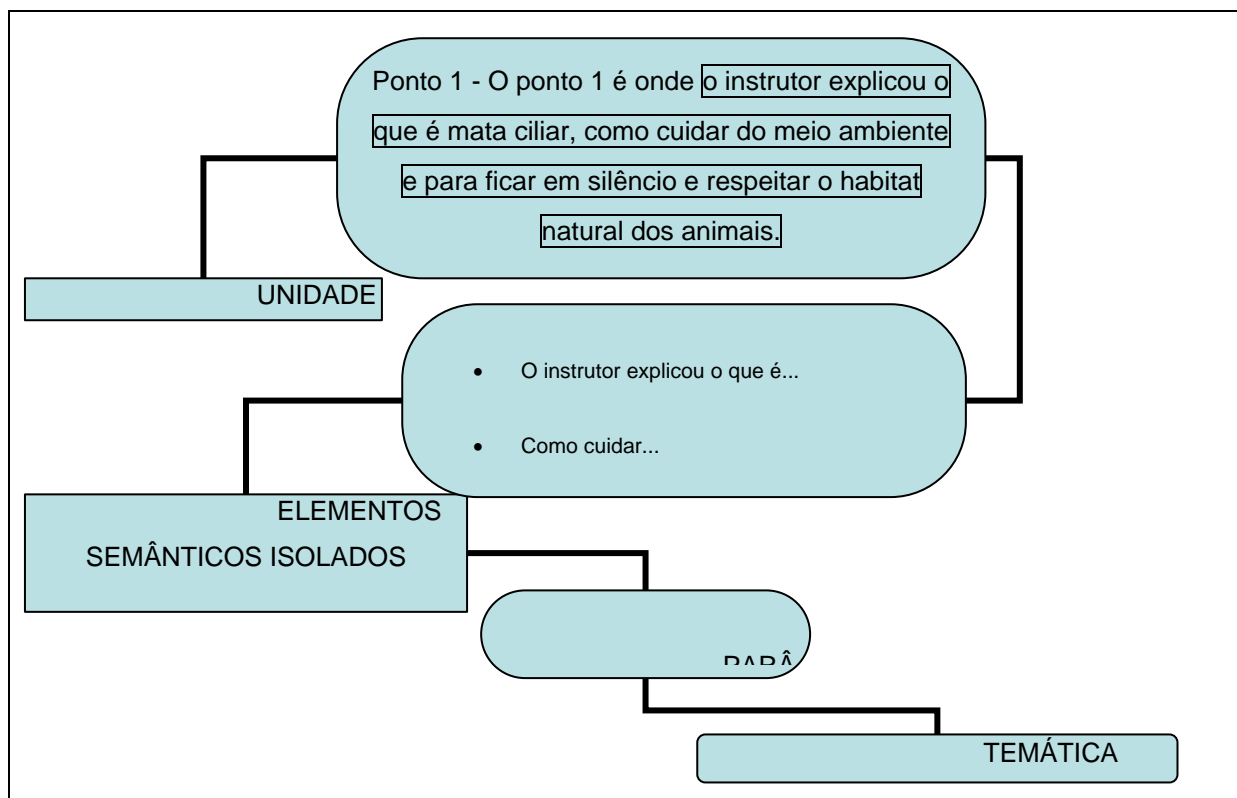 Ponto 1 - O ponto 1 é onde o instrutor explicou o
que é mata ciliar, como cuidar do meio ambiente
e para ficar em silêncio e respeitar o habitat
natural dos animais.
UNIDADE
• O instrutor explicou o que é...
• Como cuidar...
ELEMENTOS
SEMÂNTICOS ISOLADOS
PARÂ
TEMÁTICA